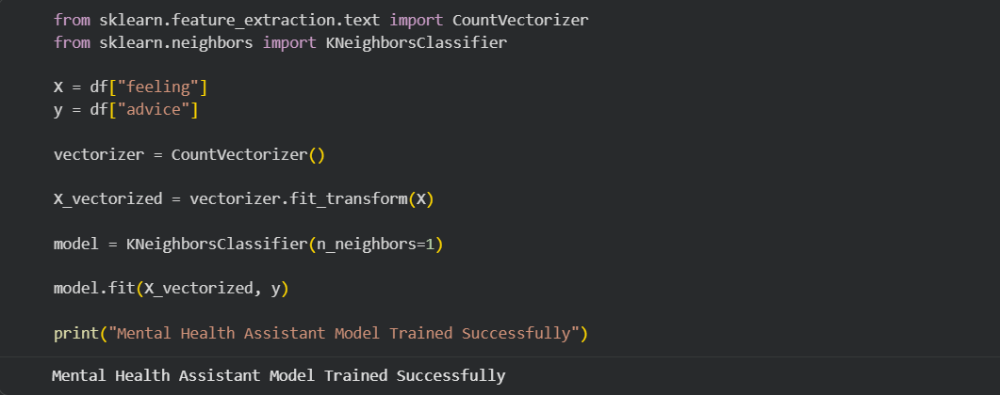 from sklearn.feature_extraction.text import CountVectorizer
from sklearn.neighbors import KNeighborsClassifier
X = df["feeling"]
y = df["advice"]
vectorizer = CountVectorizer()
X_vectorized = vectorizer.fit_transform(X)
model = KNeighborsClassifier(n_neighbors=1)
model.fit(X_vectorized, y)
print("Mental Health Assistant Model Trained Successfully")
Mental Health Assistant Model Trained Successfully